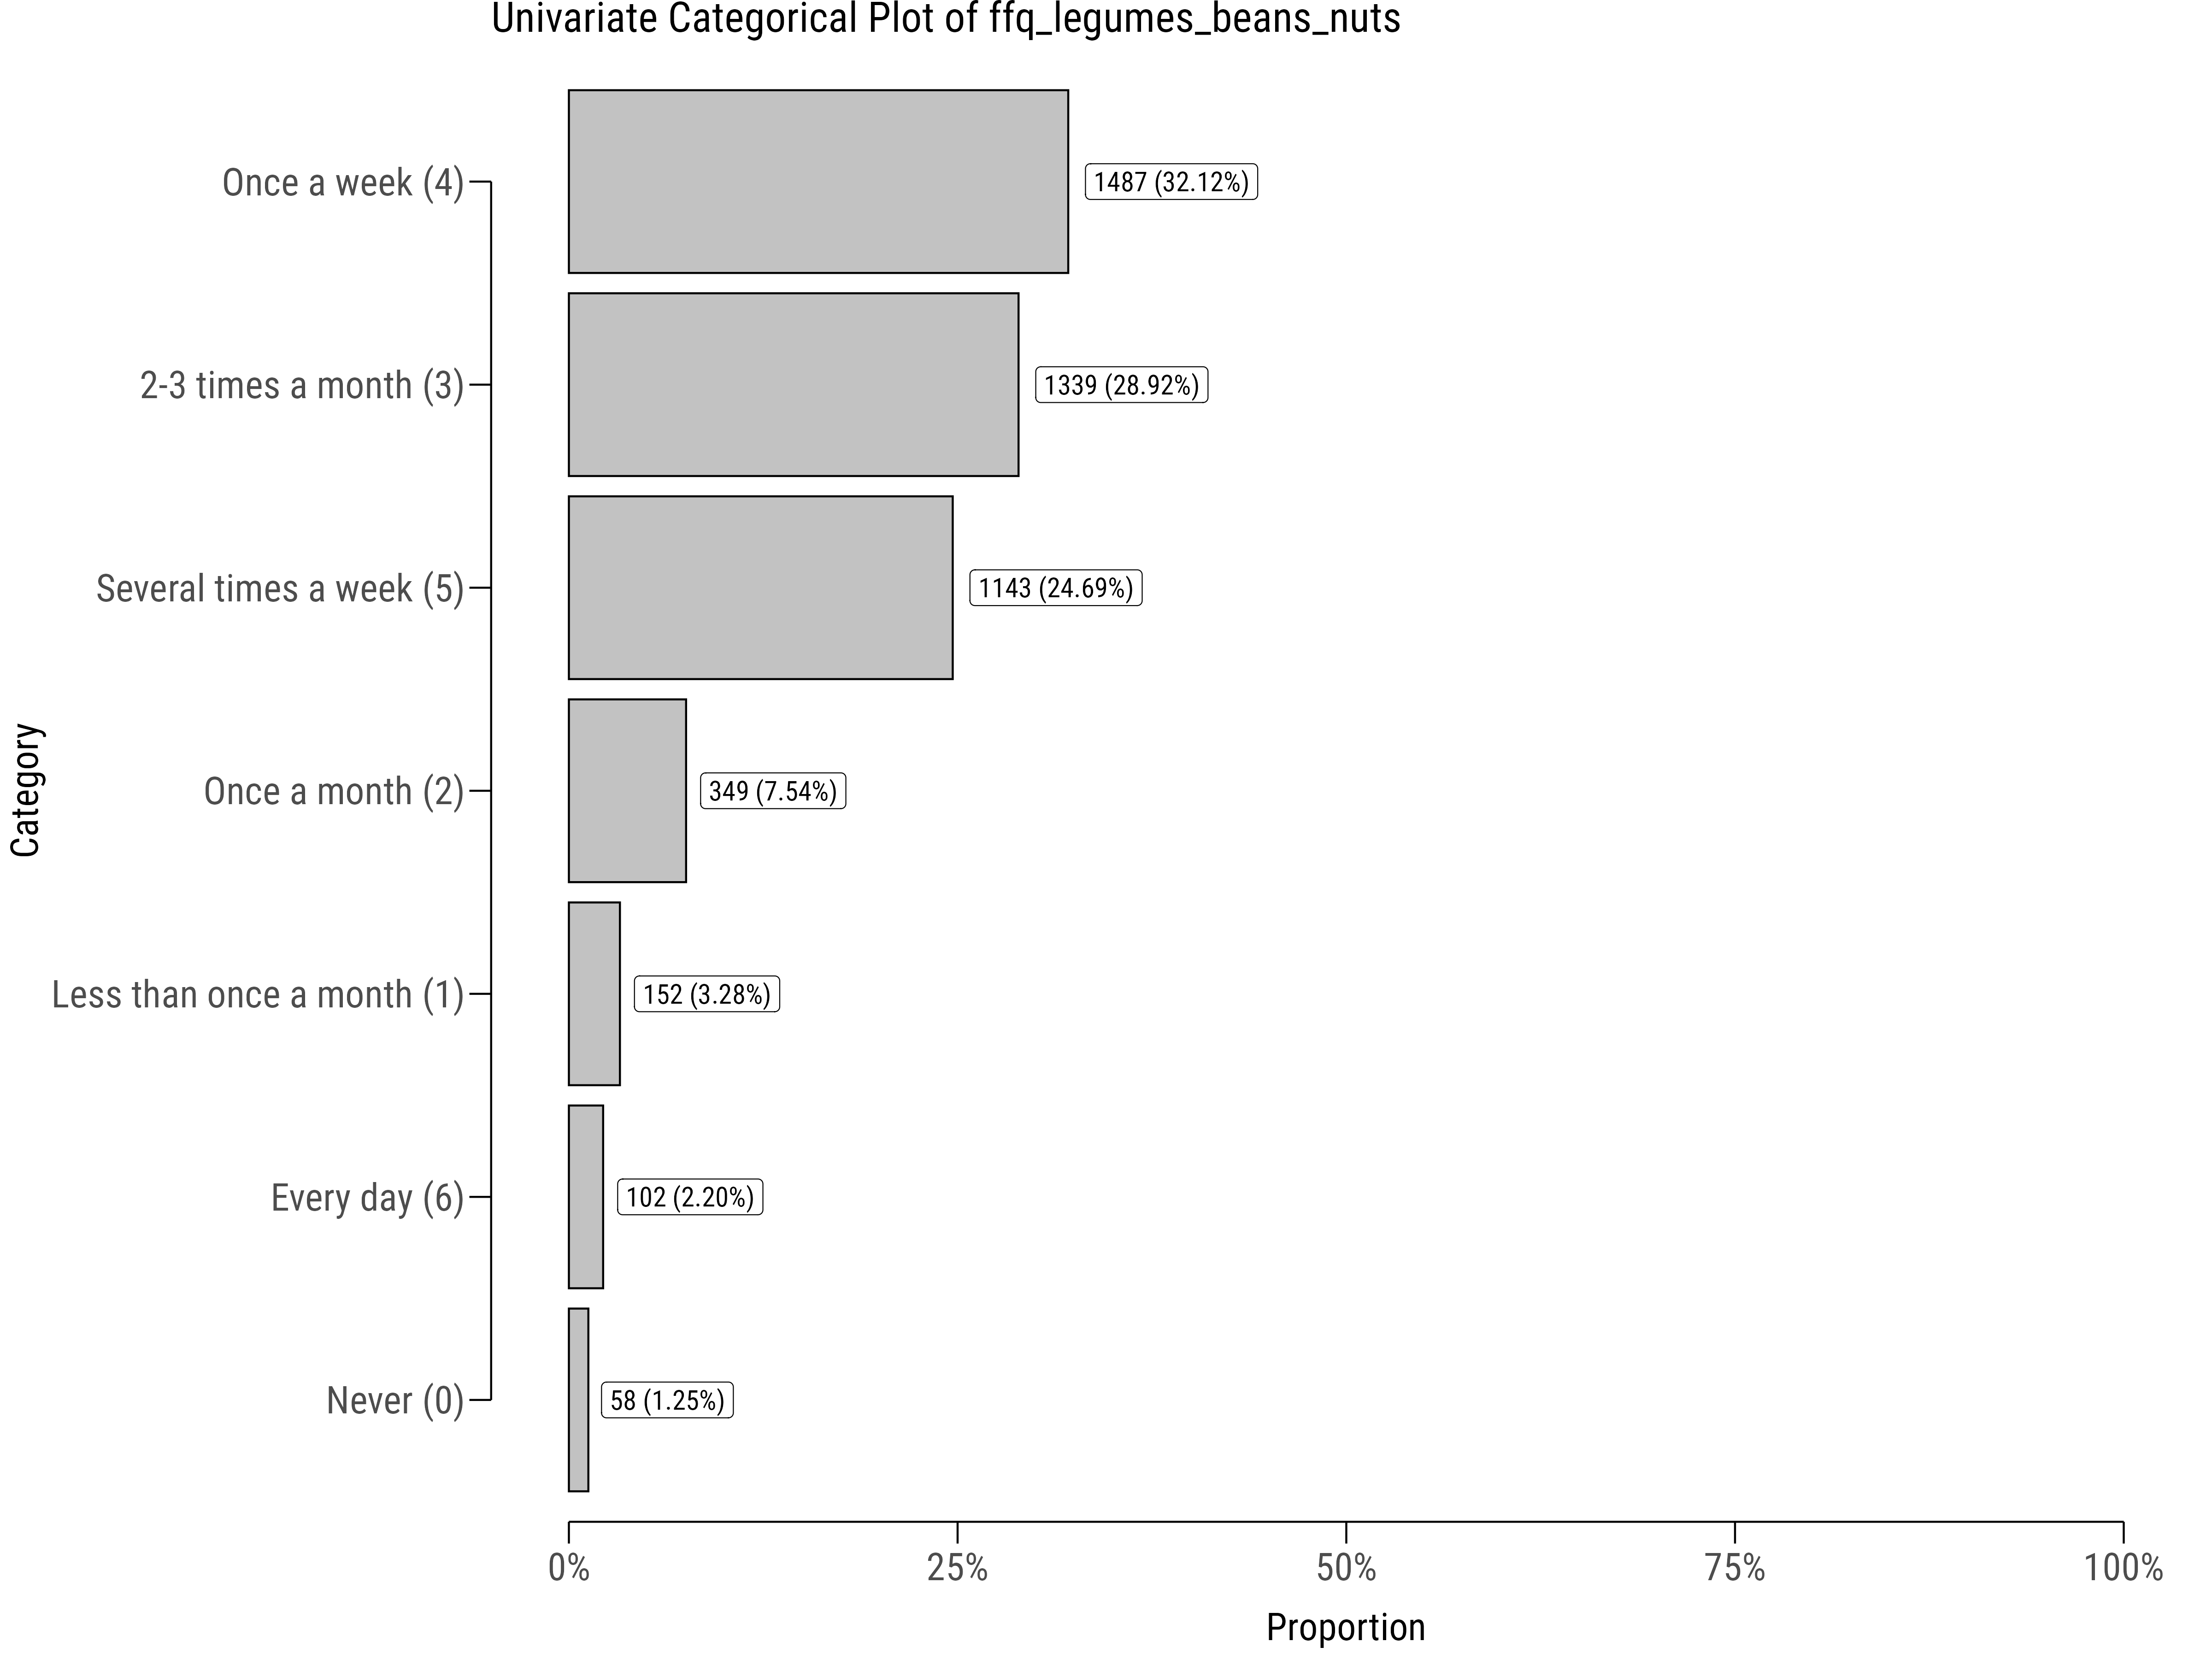 Univariate Categorical Plot of ffq_legumes_beans_nuts
Once a week (4)
1487 (32.12%)
2-3 times a month (3)
1339 (28.92%)
Several times a week (5)
1143 (24.69%)
Once a month (2)
349 (7.54%)
Less than once a month (1)
152 (3.28%)
Every day (6)
102 (2.20%)
Never (0)
58 (1.25%)
Category
0%
25%
50%
75%
100%
Proportion